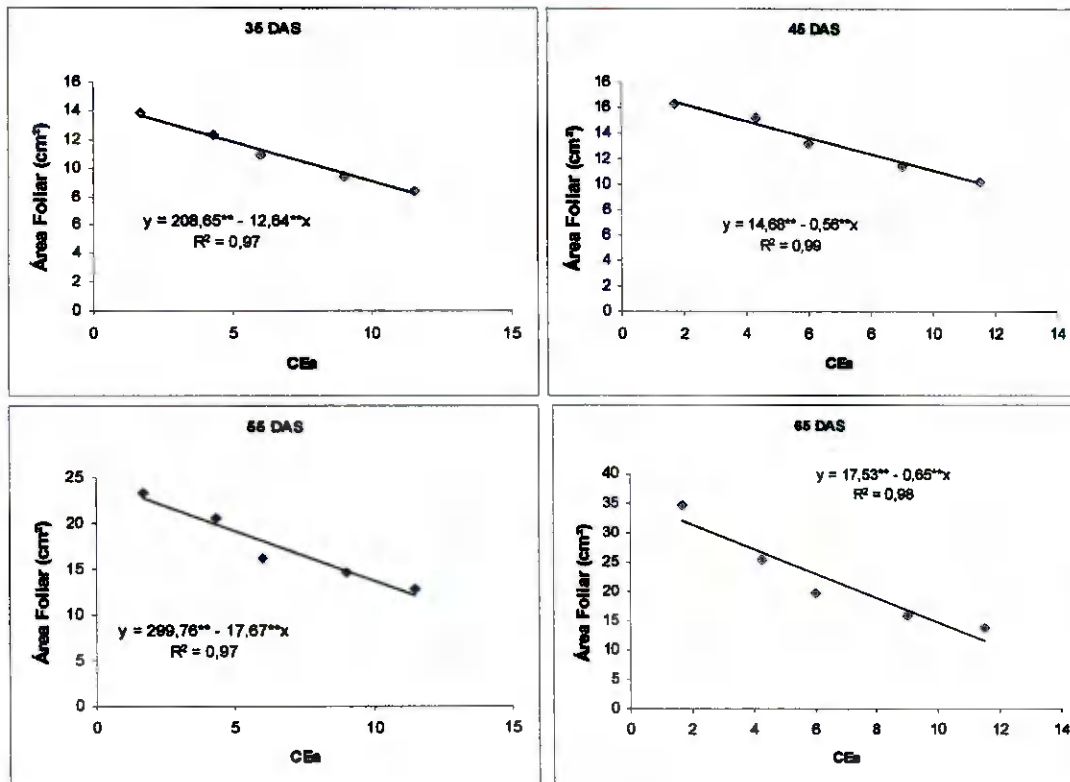 35 DAS
Área Foliar (cm²)
16
14
12
10
8
6
4
2
0
y = 208,65** - 12,64**x
R² = 0,97
0 5 10 15
CEa
45 DAS
Área Foliar (cm²)
16
16
14
12
10
8
6
4
2
0
y = 14,68** - 0,56**x
R² = 0,99
0 2 4 6 8 10 12 14
CEa
55 DAS
Área Foliar (cm²)
25
20
15
10
5
0
y = 299,76** - 17,67**x
R² = 0,97
0 5 10 15
CEa
65 DAS
Área Foliar (cm²)
40
35
30
25
20
15
10
5
0
y = 17,53** - 0,65**x
R² = 0,98
0 2 4 6 8 10 12 14
CEa